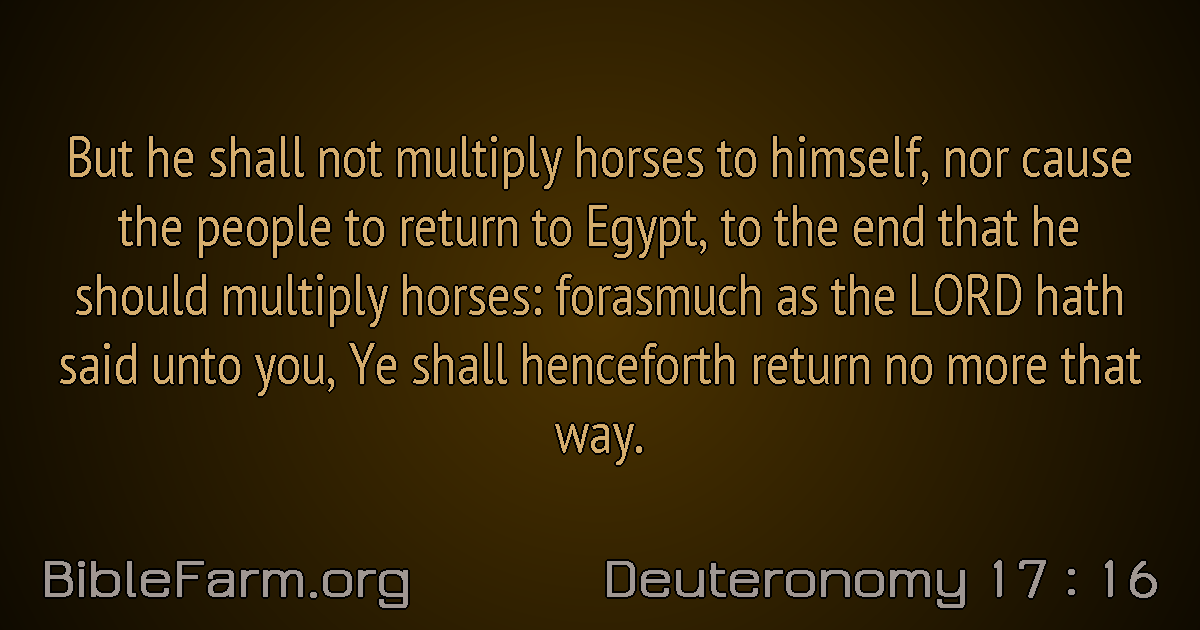 But he shall not multiply horses to himself, nor cause
the people to return to Egypt, to the end that he
should multiply horses: forasmuch as the LORD hath
said unto you, Ye shall henceforth return no more that
way.
BibleFarm.org
Deuteronomy 17 : 16